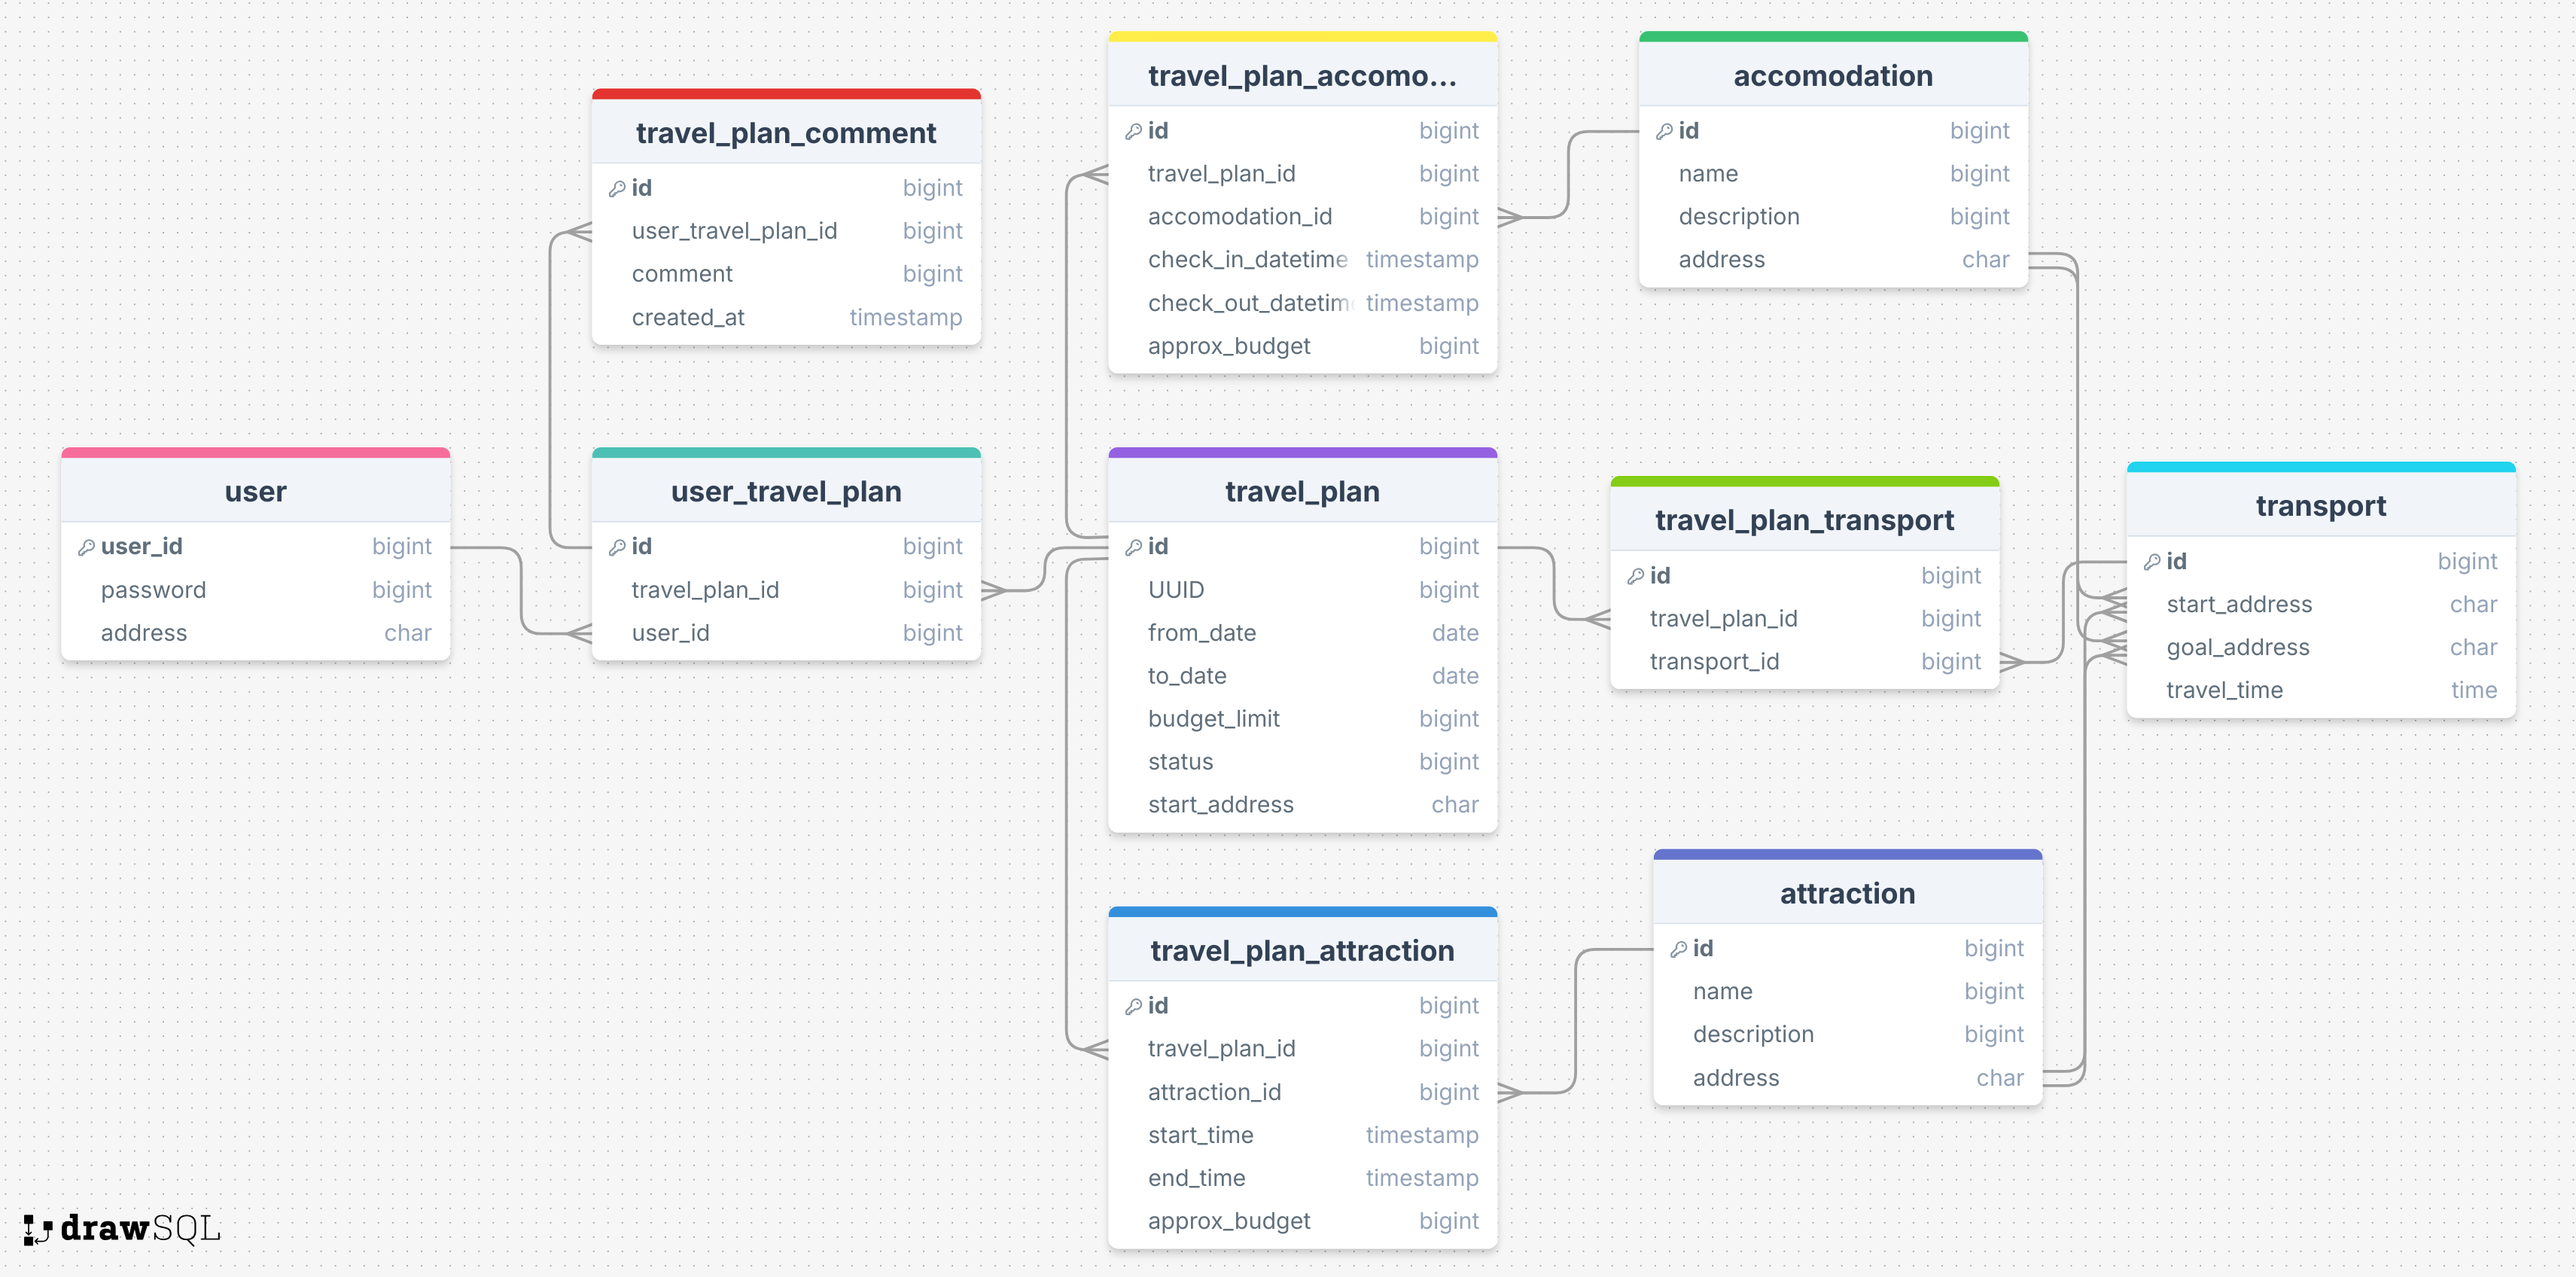 travel_plan_comment
id bigint
user_travel_plan_id bigint
comment bigint
created_at timestamp
travel_plan_accomo...
id bigint
travel_plan_id bigint
accomodation_id bigint
check_in_datetime timestamp
check_out_datetim timestamp
approx_budget bigint
accomodation
id bigint
name bigint
description bigint
address char
user
user_id bigint
password bigint
address char
user_travel_plan
id bigint
travel_plan_id bigint
user_id bigint
travel_plan
id bigint
UUID bigint
from_date date
to_date date
budget_limit bigint
status bigint
start_address char
travel_plan_transport
id bigint
travel_plan_id bigint
transport_id bigint
transport
id bigint
start_address char
goal_address char
travel_time time
travel_plan_attraction
id bigint
travel_plan_id bigint
attraction_id bigint
start_time timestamp
end_time timestamp
approx_budget bigint
attraction
id bigint
name bigint
description bigint
address char
drawSQL